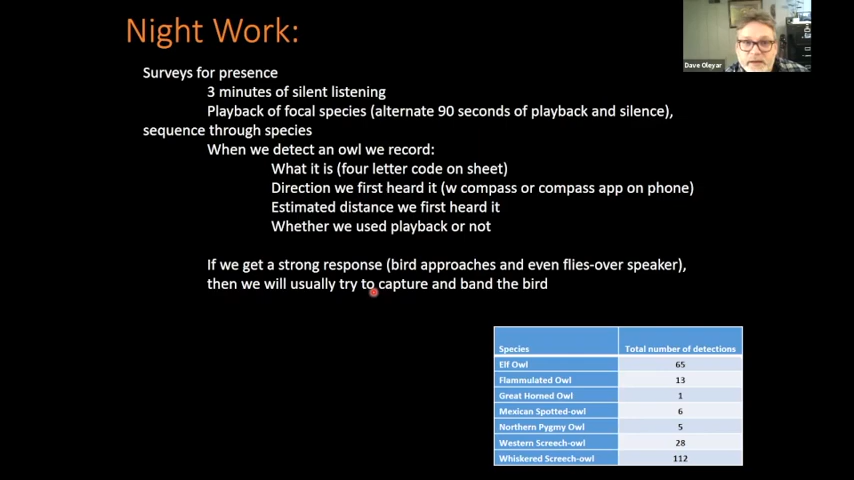 Night Work:
Dave Oleyar
Surveys for presence
3 minutes of silent listening
Playback of focal species (alternate 90 seconds of playback and silence),
sequence through species
When we detect an owl we record:
What it is (four letter code on sheet)
Direction we first heard it (w compass or compass app on phone)
Estimated distance we first heard it
Whether we used playback or not
If we get a strong response (bird approaches and even flies-over speaker),
then we will usually try to capture and band the bird
Species Total number of detections
Elf Owl 65
Flammulated Owl 13
Great Horned Owl 1
Mexican Spotted-owl 6
Northern Pygmy Owl 5
Western Screech-owl 28
Whiskered Screech-owl 112